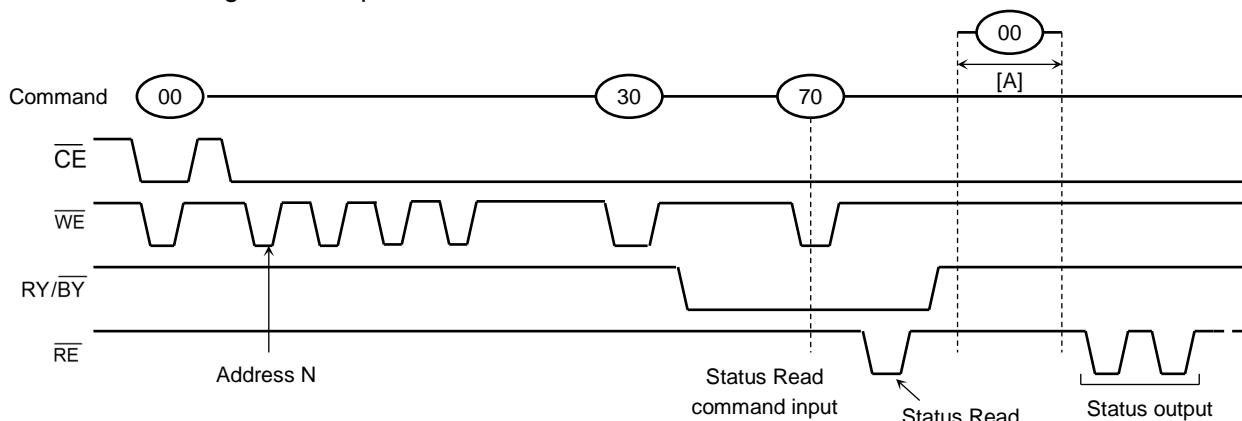 00
[A]
Command 00 30 70
CE
WE
RY/BY
RE
Address N
Status Read
command input
Status Read
Status output